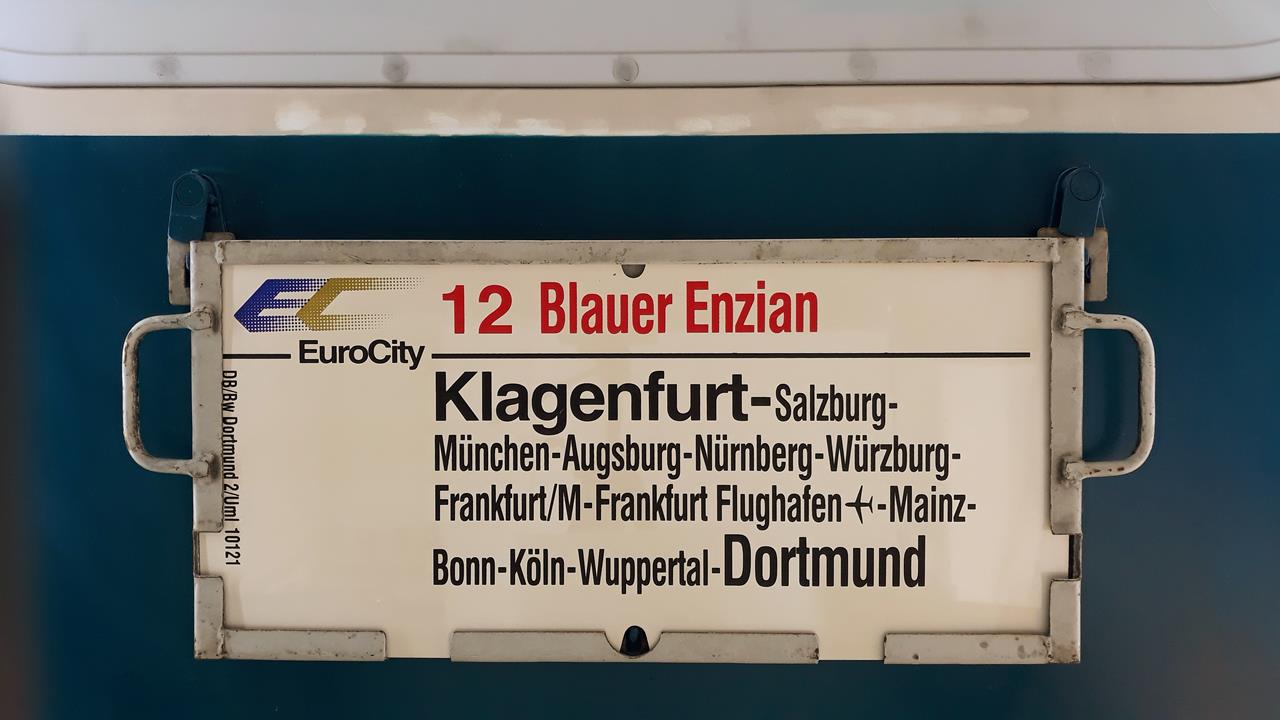 EC
12 Blauer Enzian
EuroCity
Klagenfurt-Salzburg-
München-Augsburg-Nürnberg-Würzburg-
Frankfurt/M-Frankfurt Flughafen✈-Mainz-
Bonn-Köln-Wuppertal-Dortmund
DB/Bw Dortmund 2/Uml 10121